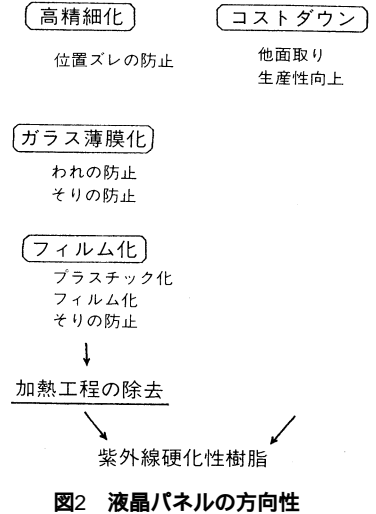 高精細化
位置ズレの防止
コストダウン
他面取り
生産性向上
ガラス薄膜化
われの防止
そりの防止
フィルム化
プラスチック化
フィルム化
そりの防止
加熱工程の除去
紫外線硬化性樹脂
図2 液晶パネルの方向性